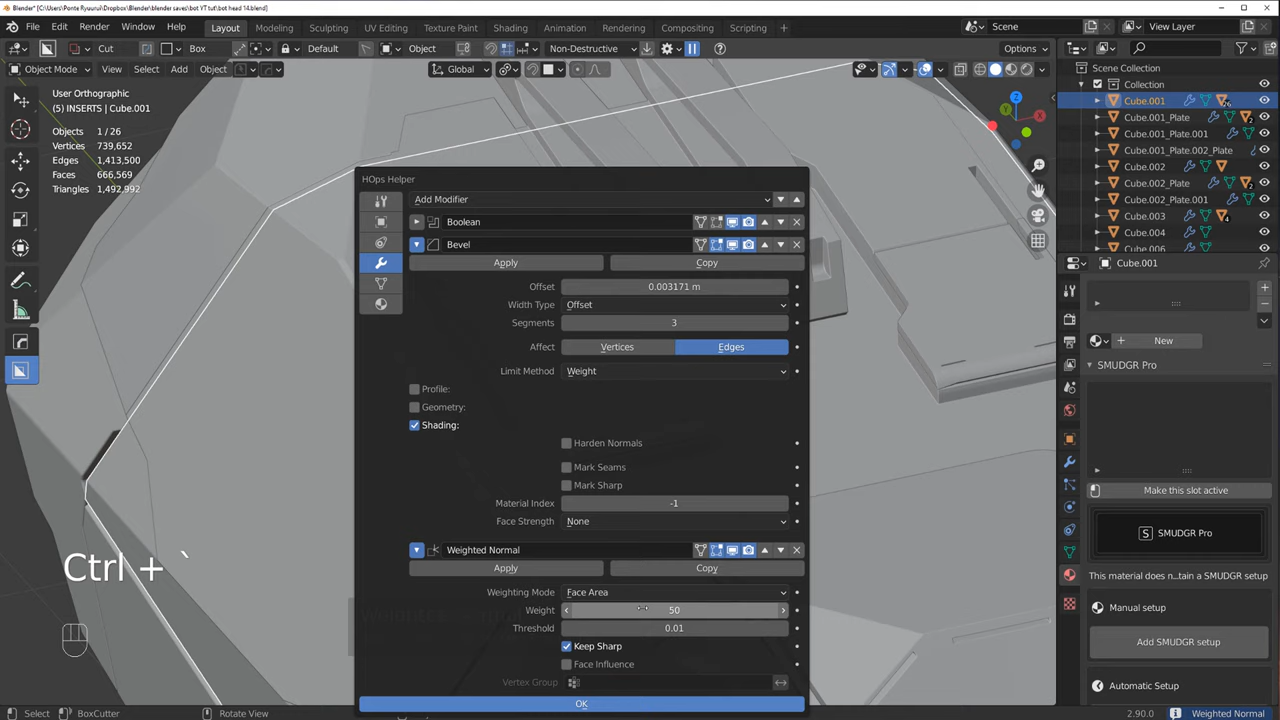 Blender* [C:\Users\Ponte Ryuurui\Dropbox\Blender\blender saves\bot YT tut\bot head 14.blend]
File Edit Render Window Help Layout Modeling Sculpting UV Editing Texture Paint Shading Animation Rendering Compositing Scripting + Scene View Layer
Cut Box Default Object Non-Destructive Options
Object Mode View Select Add Object Global
User Orthographic
(5) INSERTS | Cube.001
Objects 1 / 26
Vertices 739,652
Edges 1,413,500
Faces 666,569
Triangles 1,492,992
X
Y
Z
Scene Collection
Collection
Cube.001
Cube.001_Plate
Cube.001_Plate.001
Cube.001_Plate.002_Plate
Cube.002
Cube.002_Plate
Cube.002_Plate.001
Cube.003
Cube.004
Cube.006
HOps Helper
Add Modifier
Boolean
Bevel
Apply Copy
Offset 0.003171 m
Width Type Offset
Segments 3
Affect Vertices Edges
Limit Method Weight
Profile:
Geometry:
Shading:
Harden Normals
Mark Seams
Mark Sharp
Material Index -1
Face Strength None
Weighted Normal
Apply Copy
Weighting Mode Face Area
Weight 50
Threshold 0.01
Keep Sharp
Face Influence
Vertex Group
OK
Ctrl + `
Cube.001
New
SMUDGR Pro
Make this slot active
S SMUDGR Pro
This material does n...tain a SMUDGR setup
Manual setup
Add SMUDGR setup
Automatic Setup
Cut BoxCutter Rotate View 2.90.0 Weighted Normal